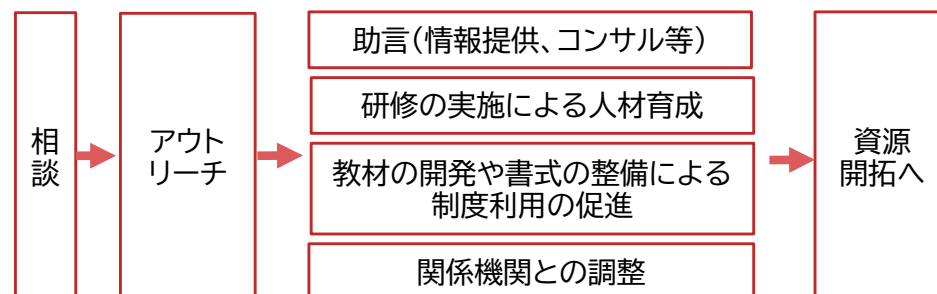 相談
アウト
リーチ
助言(情報提供、コンサル等)
研修の実施による人材育成
教材の開発や書式の整備による
制度利用の促進
関係機関との調整
資源
開拓へ